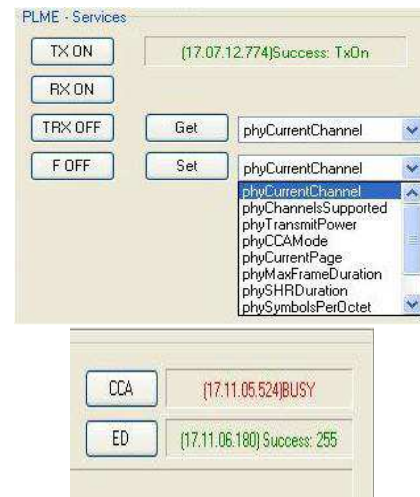 PLME - Services
TX ON (17.07.12.774)Success: TxOn
RX ON
TRX OFF Get phyCurrentChannel
F OFF Set phyCurrentChannel
phyCurrentChannel
phyChannelsSupported
phyTransmitPower
phyCCAMode
phyCurrentPage
phyMaxFrameDuration
phySHRDuration
phySymbolsPerOctet
CCA (17.11.05.524)BUSY
ED (17.11.06.180) Success: 255